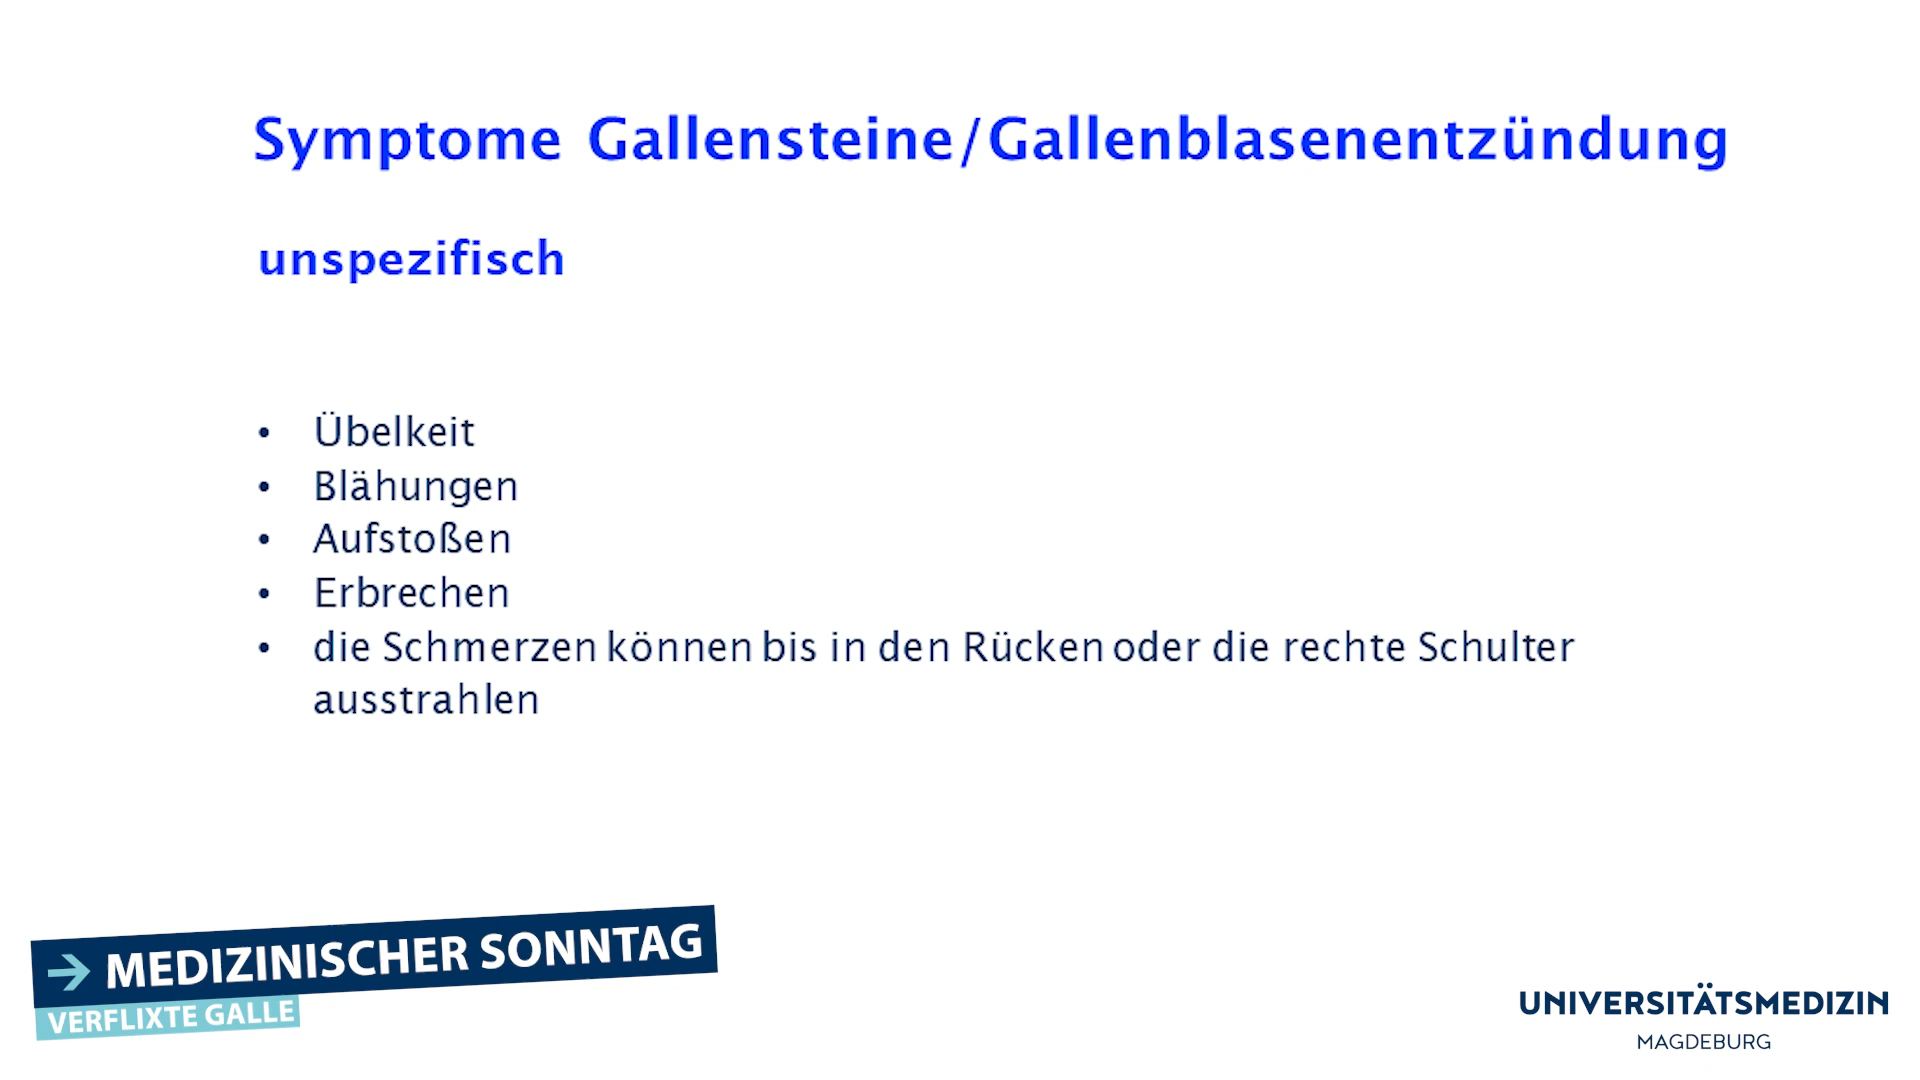 Symptome Gallensteine/Gallenblasenentzündung
unspezifisch
• Übelkeit
• Blähungen
• Aufstoßen
• Erbrechen
• die Schmerzen können bis in den Rücken oder die rechte Schulter
ausstrahlen
→ MEDIZINISCHER SONNTAG
VERFLIXTE GALLE
UNIVERSITÄTSMEDIZIN
MAGDEBURG